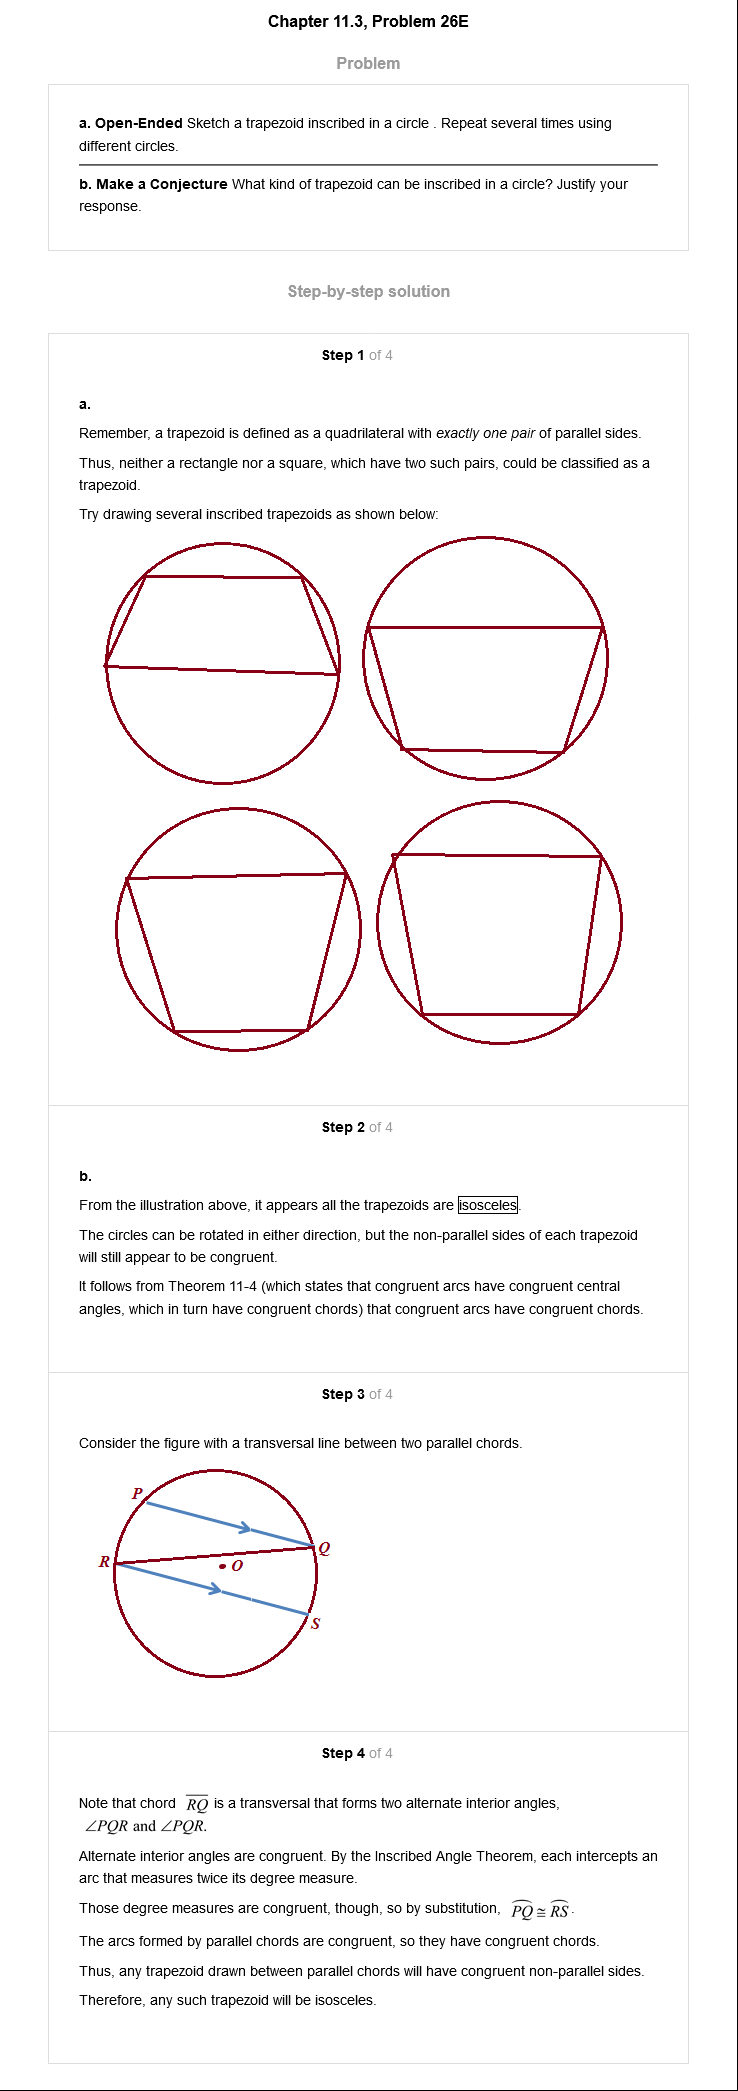 Chapter 11.3, Problem 26E
Problem
a. Open-Ended Sketch a trapezoid inscribed in a circle . Repeat several times using
different circles.
b. Make a Conjecture What kind of trapezoid can be inscribed in a circle? Justify your
response.
Step-by-step solution
Step 1 of 4
a.
Remember, a trapezoid is defined as a quadrilateral with exactly one pair of parallel sides.
Thus, neither a rectangle nor a square, which have two such pairs, could be classified as a
trapezoid.
Try drawing several inscribed trapezoids as shown below:
Step 2 of 4
b.
From the illustration above, it appears all the trapezoids are isosceles.
The circles can be rotated in either direction, but the non-parallel sides of each trapezoid
will still appear to be congruent.
It follows from Theorem 11-4 (which states that congruent arcs have congruent central
angles, which in turn have congruent chords) that congruent arcs have congruent chords.
Step 3 of 4
Consider the figure with a transversal line between two parallel chords.
P
Q
R
O
S
Step 4 of 4
Note that chord \overline{RQ} is a transversal that forms two alternate interior angles,
∠PQR and ∠PQR.
Alternate interior angles are congruent. By the Inscribed Angle Theorem, each intercepts an
arc that measures twice its degree measure.
Those degree measures are congruent, though, so by substitution, \overset{\frown}{PQ} ≅ \overset{\frown}{RS}.
The arcs formed by parallel chords are congruent, so they have congruent chords.
Thus, any trapezoid drawn between parallel chords will have congruent non-parallel sides.
Therefore, any such trapezoid will be isosceles.